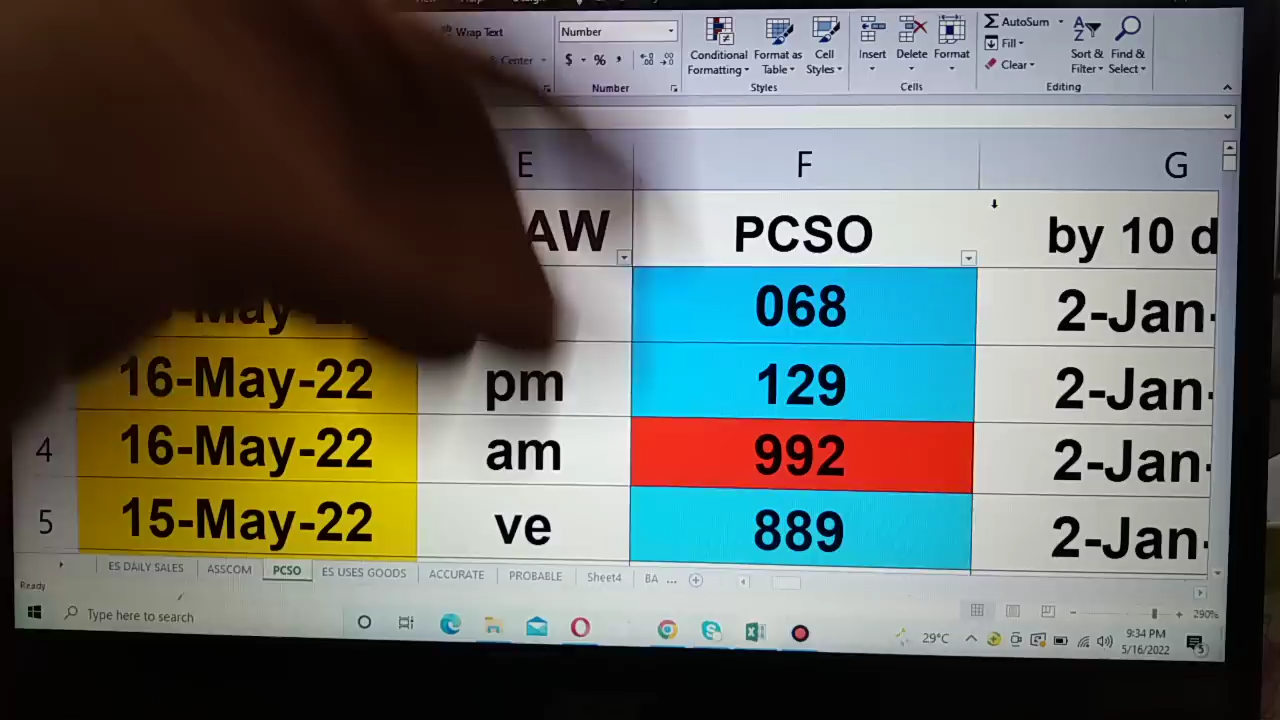 Wrap Text
Center
Number
$ % ,
Number
Conditional Formatting
Format as Table
Cell Styles
Styles
Insert
Delete
Format
Cells
AutoSum
Fill
Clear
Sort & Filter
Find & Select
Editing
E F G
AW PCSO by 10 d
May 068 2-Jan-
16-May-22 pm 129 2-Jan-
4 16-May-22 am 992 2-Jan-
5 15-May-22 ve 889 2-Jan-
ES DAILY SALES ASSCOM PCSO ES USES GOODS ACCURATE PROBABLE Sheet4 BA ...
Ready
290%
Type here to search
29°C
9:34 PM
5/16/2022
5